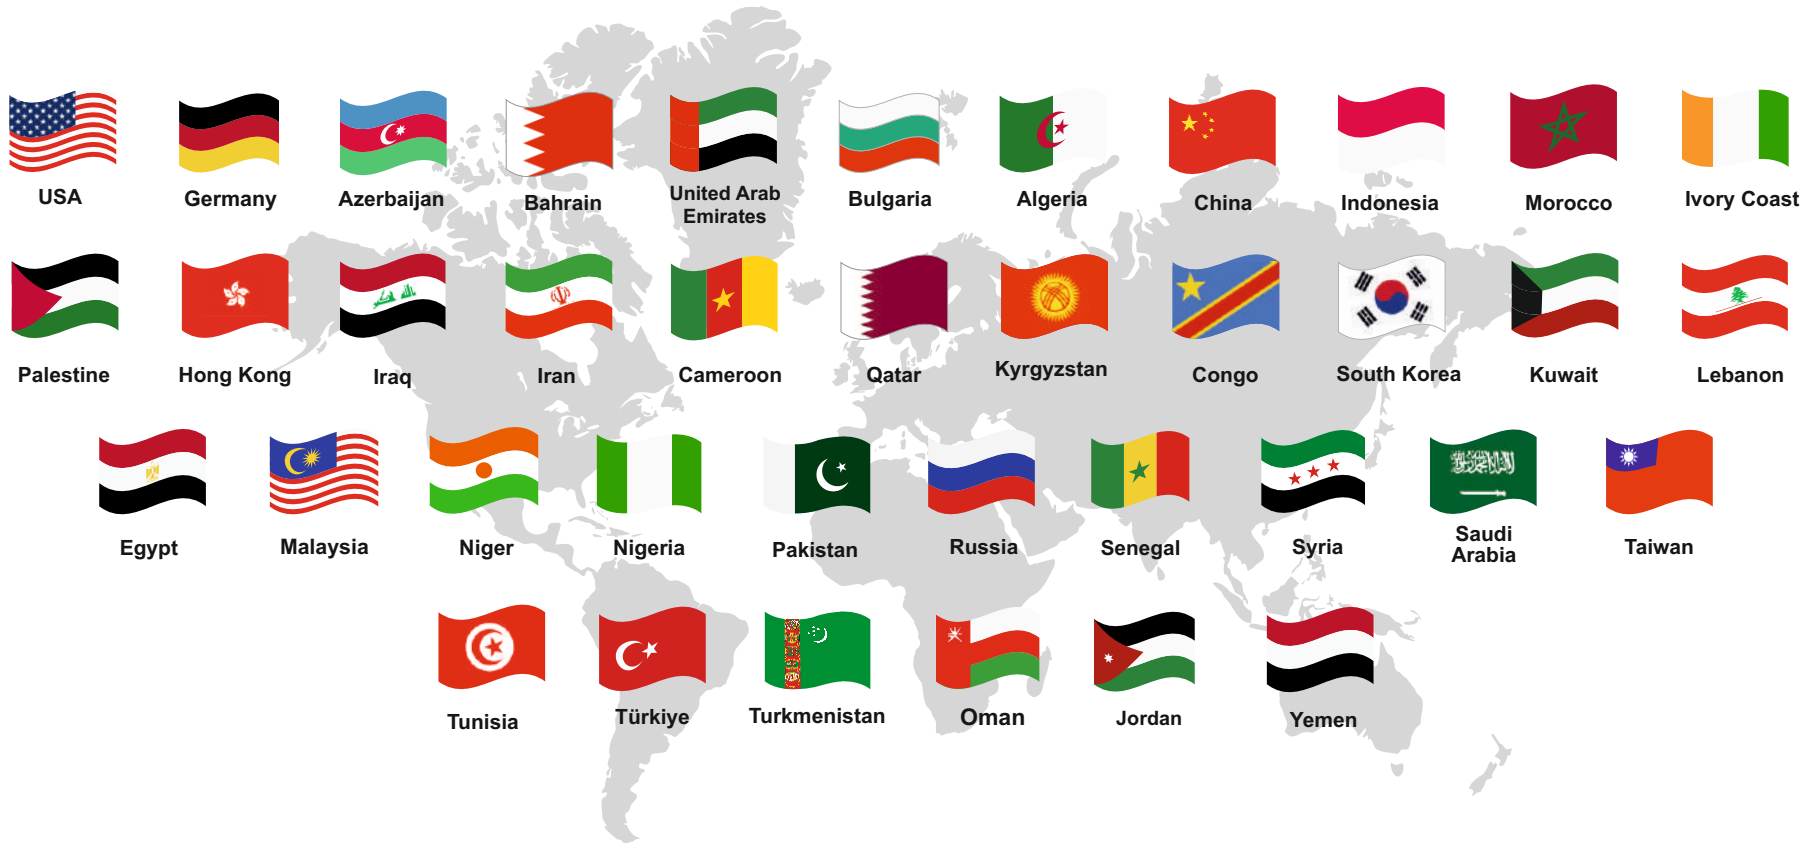 USA
Germany
Azerbaijan
Bahrain
United Arab
Emirates
Bulgaria
Algeria
China
Indonesia
Morocco
Ivory Coast
Palestine
Hong Kong
Iraq
Iran
Cameroon
Qatar
Kyrgyzstan
Congo
South Korea
Kuwait
Lebanon
Egypt
Malaysia
Niger
Nigeria
Pakistan
Russia
Senegal
Syria
Saudi
Arabia
Taiwan
Tunisia
Türkiye
Turkmenistan
Oman
Jordan
Yemen